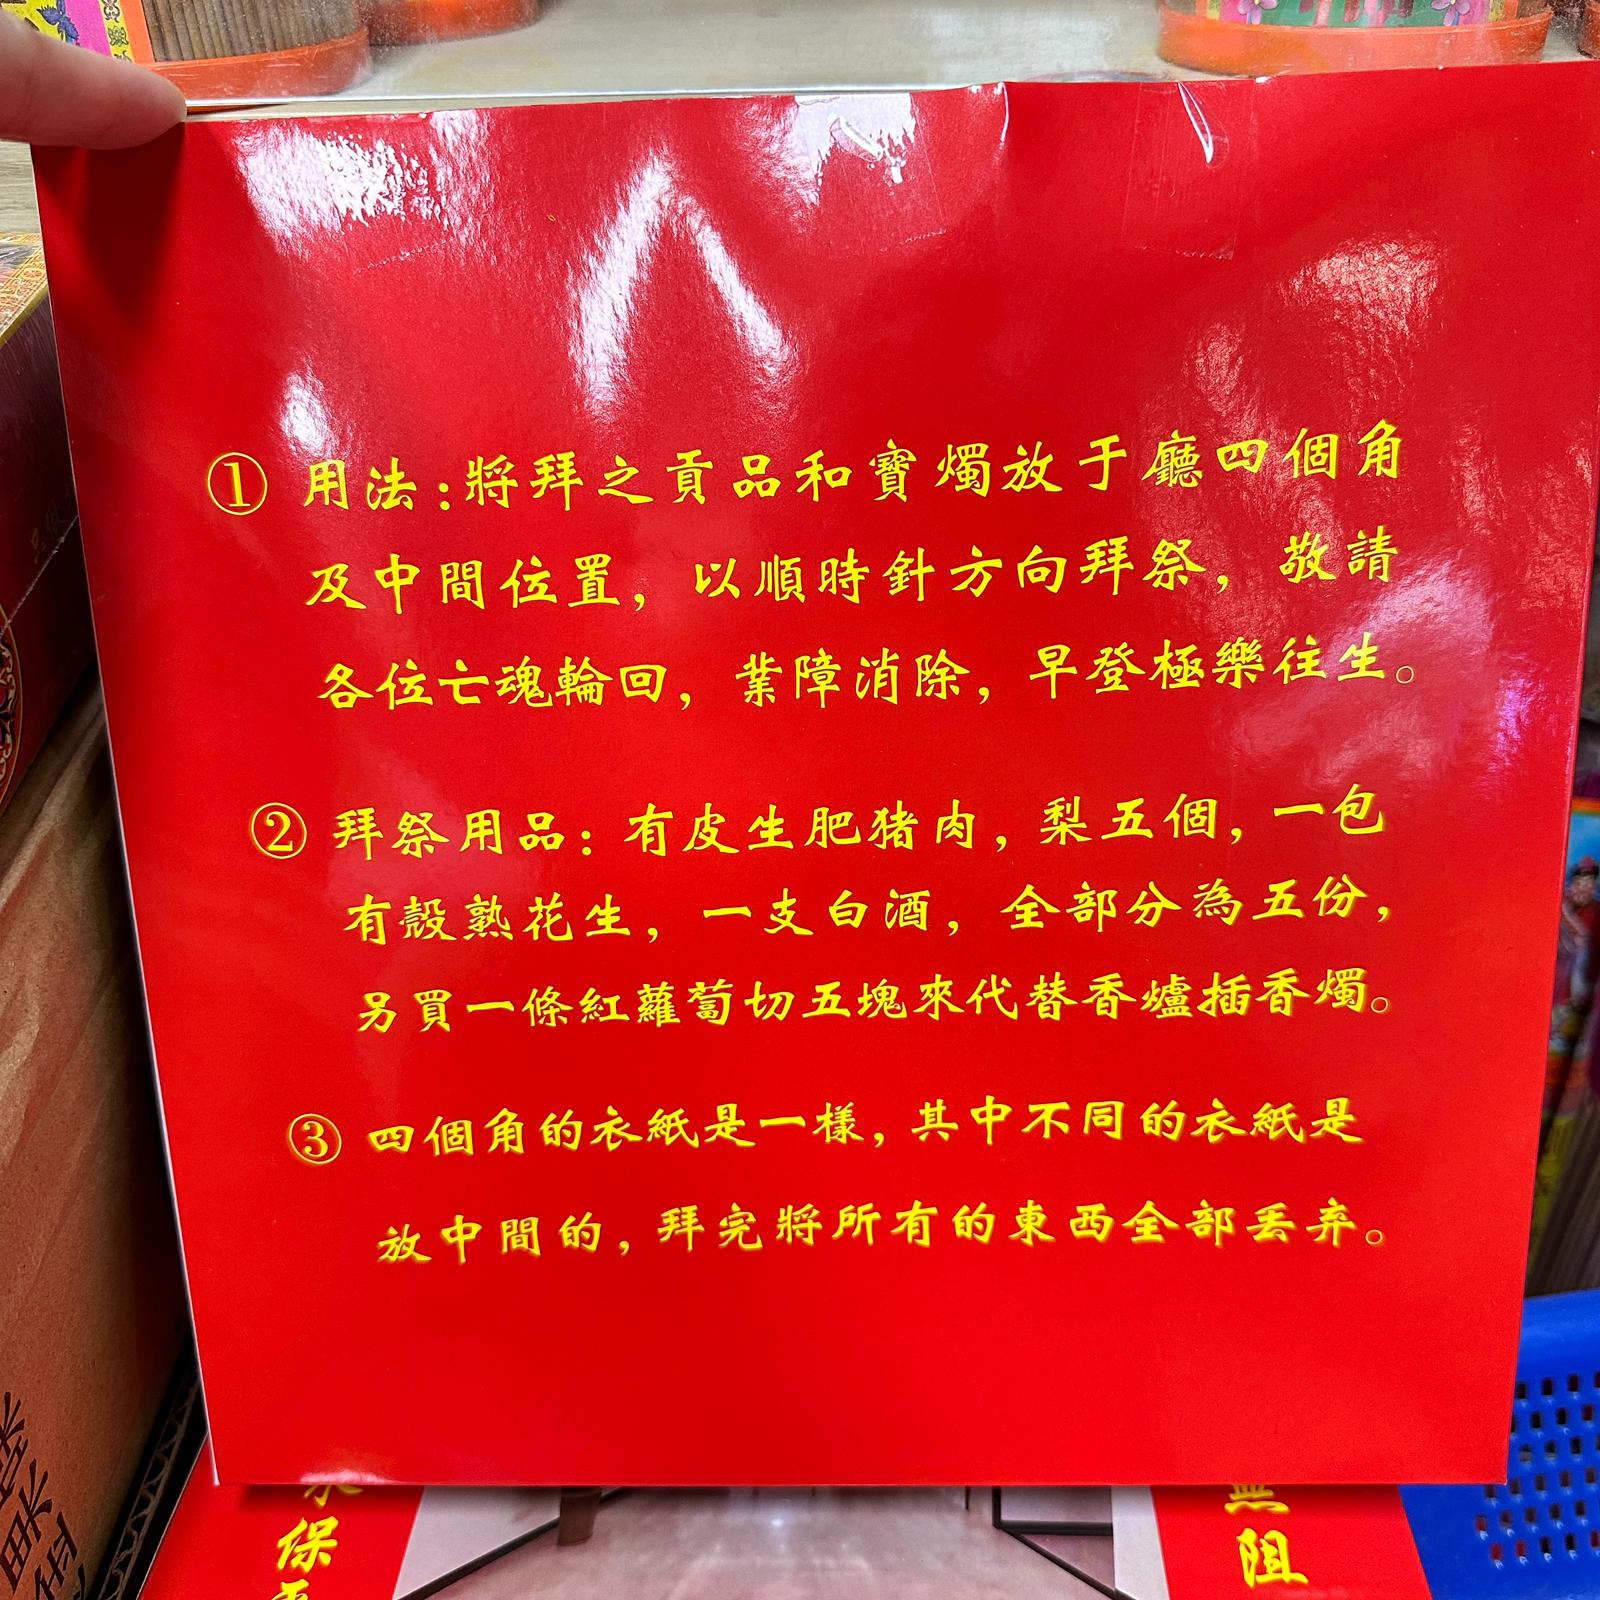 ① 用法:將拜之貢品和寶燭放于廳四個角
及中間位置，以順時針方向拜祭，敬請
各位亡魂輪回，業障消除，早登極樂往生。
② 拜祭用品：有皮生肥猪肉，梨五個，一包
有殼熟花生，一支白酒，全部分為五份，
另買一條紅蘿蔔切五塊來代替香爐插香燭。
③ 四個角的衣紙是一樣，其中不同的衣紙是
放中間的，拜完將所有的東西全部丟弃。
保
無
阻